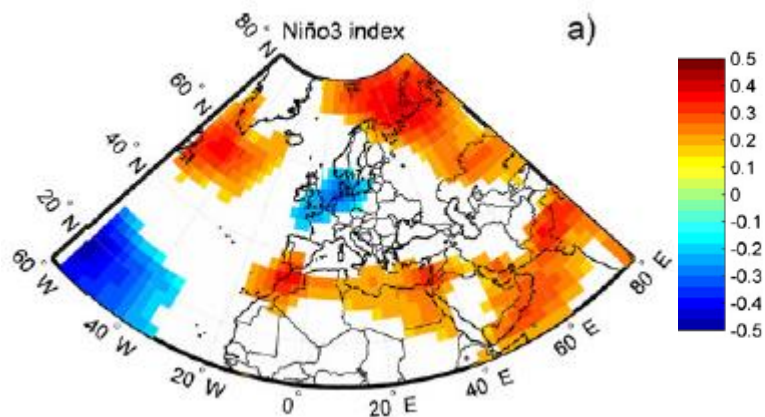 Niño3 index
a)
80° N
60° N
40° N
20° N
60° W
40° W
20° W
0°
20° E
40° E
60° E
80° E
0.5
0.4
0.3
0.2
0.1
0
-0.1
-0.2
-0.3
-0.4
-0.5